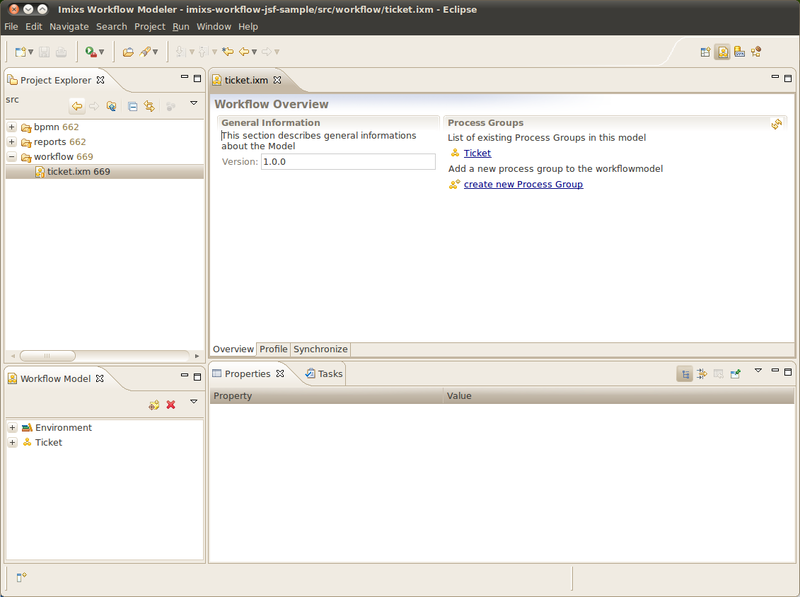 Imixs Workflow Modeler - imixs-workflow-jsf-sample/src/workflow/ticket.ixm - Eclipse
File Edit Navigate Search Project Run Window Help
Project Explorer
src
bpmn 662
reports 662
workflow 669
ticket.ixm 669
ticket.ixm
Workflow Overview
General Information
This section describes general informations
about the Model
Version: 1.0.0
Process Groups
List of existing Process Groups in this model
Ticket
Add a new process group to the workflowmodel
create new Process Group
Overview Profile Synchronize
Workflow Model
Environment
Ticket
Properties Tasks
Property Value